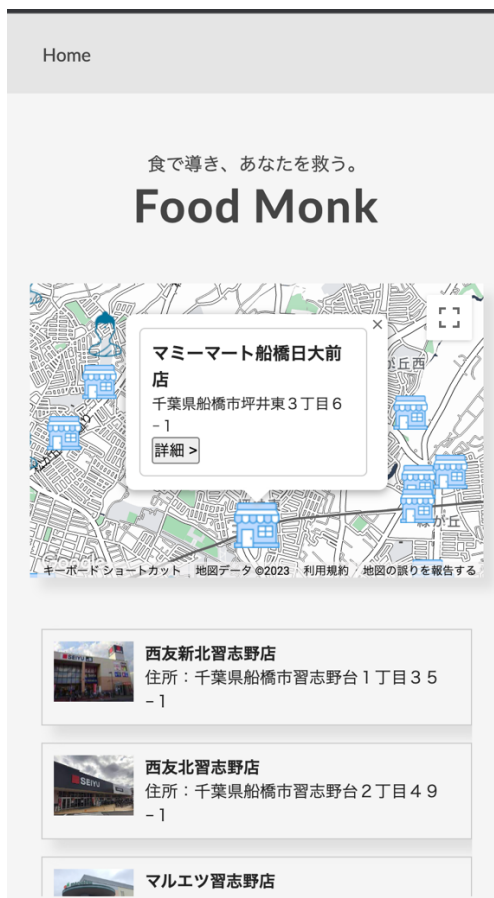 Home
食で導き、あなたを救う。
Food Monk
マミーマート船橋日大前
店
千葉県船橋市坪井東３丁目６
−１
詳細 >
が丘西
が丘
キーボード ショートカット
地図データ ©2023
利用規約
地図の誤りを報告する
西友新北習志野店
住所：千葉県船橋市習志野台１丁目３５
−１
SEIYU
西友北習志野店
住所：千葉県船橋市習志野台２丁目４９
−１
マルエツ習志野店